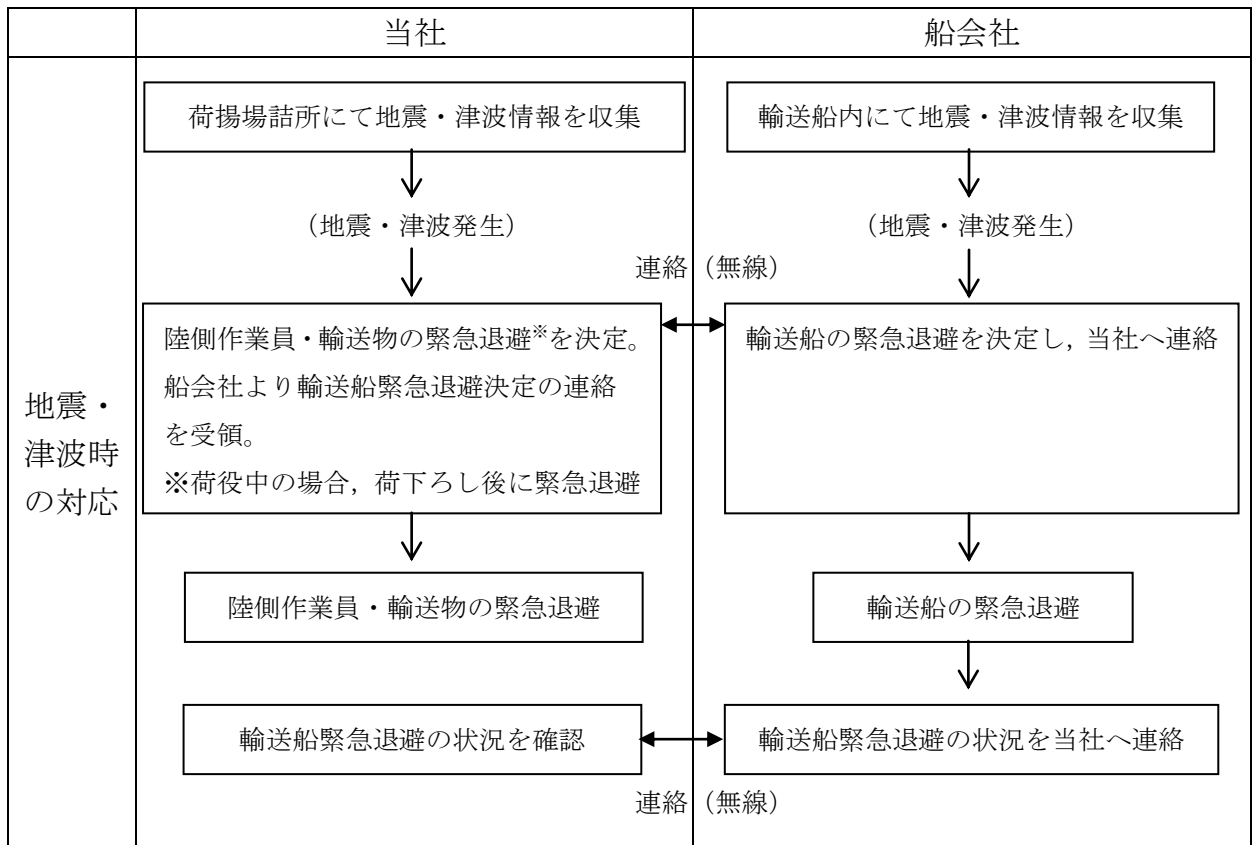 当社
船会社
地震・
津波時
の対応
荷揚場詰所にて地震・津波情報を収集
(地震・津波発生)
陸側作業員・輸送物の緊急退避※を決定。
船会社より輸送船緊急退避決定の連絡
を受領。
※荷役中の場合，荷下ろし後に緊急退避
陸側作業員・輸送物の緊急退避
輸送船緊急退避の状況を確認
連絡（無線）
連絡（無線）
輸送船内にて地震・津波情報を収集
(地震・津波発生)
輸送船の緊急退避を決定し，当社へ連絡
輸送船の緊急退避
輸送船緊急退避の状況を当社へ連絡